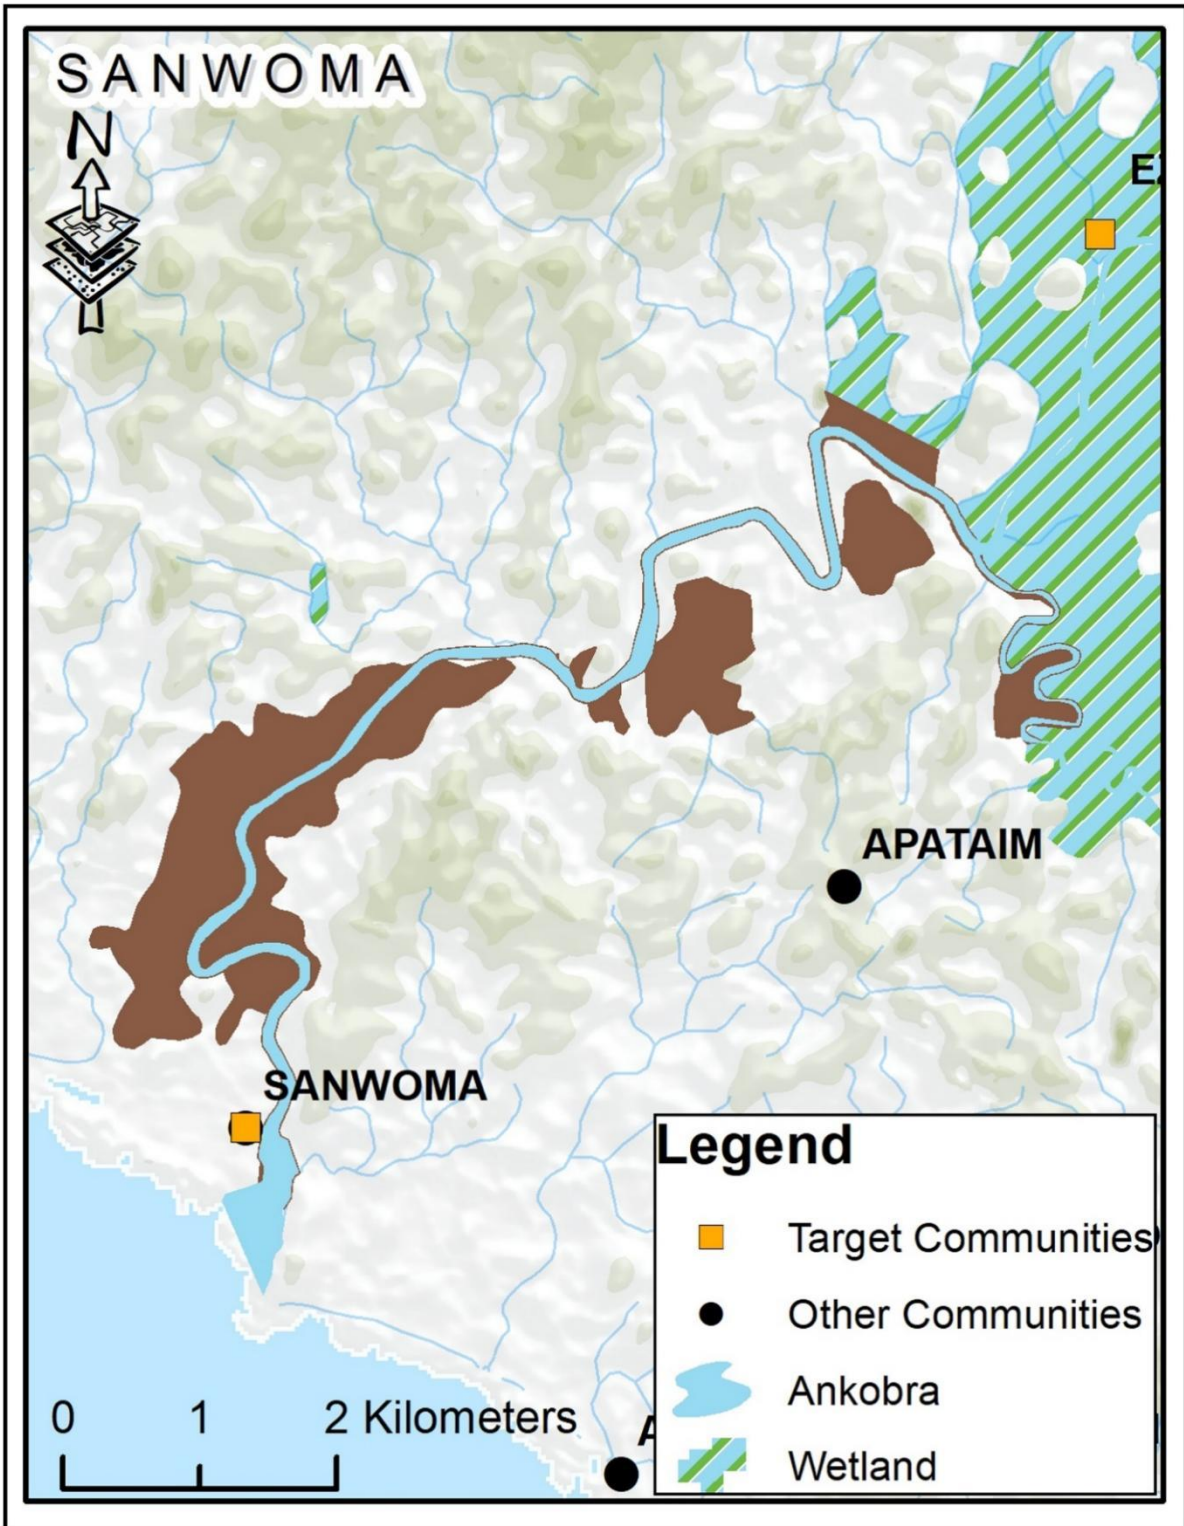 SANWOMA
N
APATAIM
SANWOMA
Legend
Target Communities
Other Communities
Ankobra
Wetland
0 1 2 Kilometers